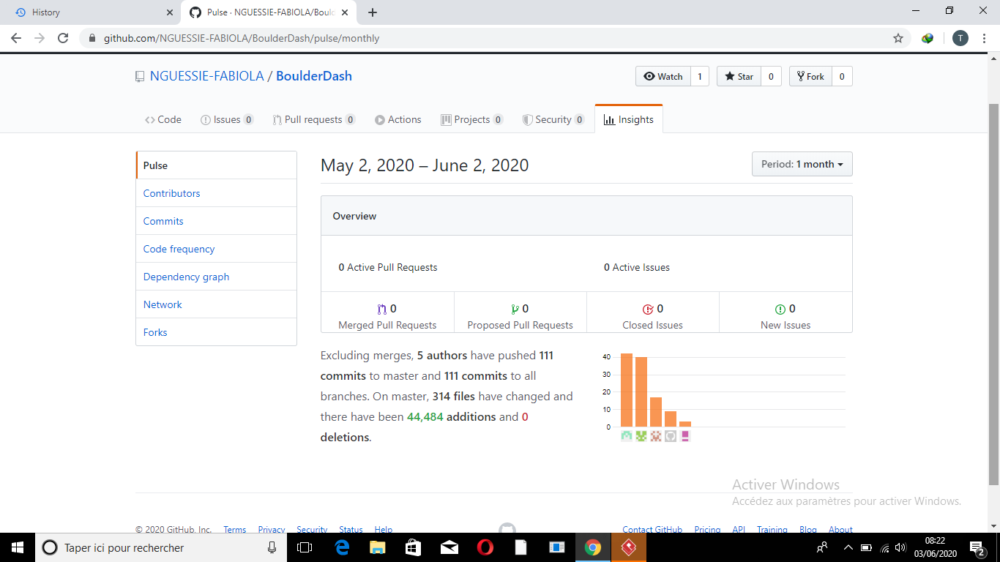 History
Pulse · NGUESSIE-FABIOLA/Bould
github.com/NGUESSIE-FABIOLA/BoulderDash/pulse/monthly
T
NGUESSIE-FABIOLA / BoulderDash
Watch 1
Star 0
Fork 0
Code
Issues 0
Pull requests 0
Actions
Projects 0
Security 0
Insights
Pulse
Contributors
Commits
Code frequency
Dependency graph
Network
Forks
May 2, 2020 – June 2, 2020
Period: 1 month
Overview
0 Active Pull Requests
0 Active Issues
0
Merged Pull Requests
0
Proposed Pull Requests
0
Closed Issues
0
New Issues
Excluding merges, 5 authors have pushed 111
commits to master and 111 commits to all
branches. On master, 314 files have changed and
there have been 44,484 additions and 0
deletions.
40
30
20
10
0
Activer Windows
Accédez aux paramètres pour activer Windows.
© 2020 GitHub, Inc. Terms Privacy Security Status Help
Contact GitHub Pricing API Training Blog About
Taper ici pour rechercher
08:22
03/06/2020
2